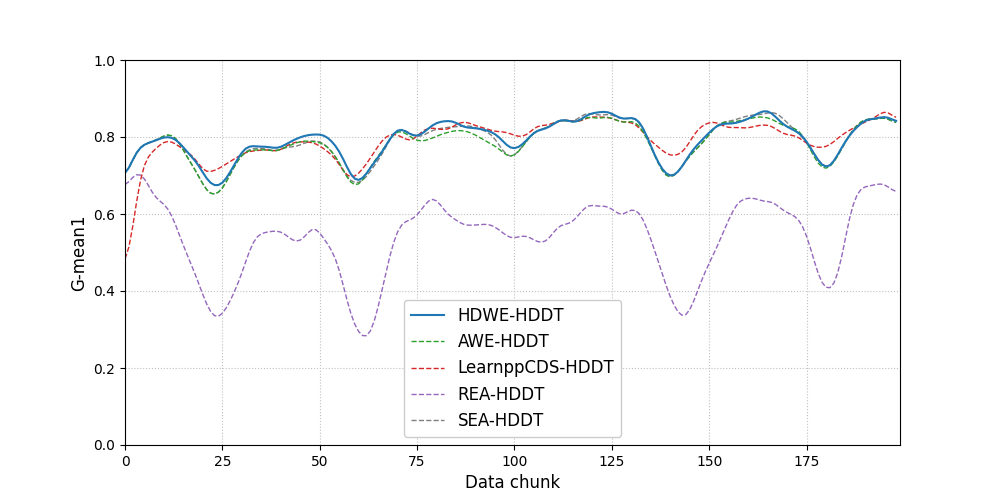 1.0
0.8
0.6
0.4
0.2
0.0
G-mean1
HDWE-HDDT
AWE-HDDT
LearnppCDS-HDDT
REA-HDDT
SEA-HDDT
0 25 50 75 100 125 150 175
Data chunk